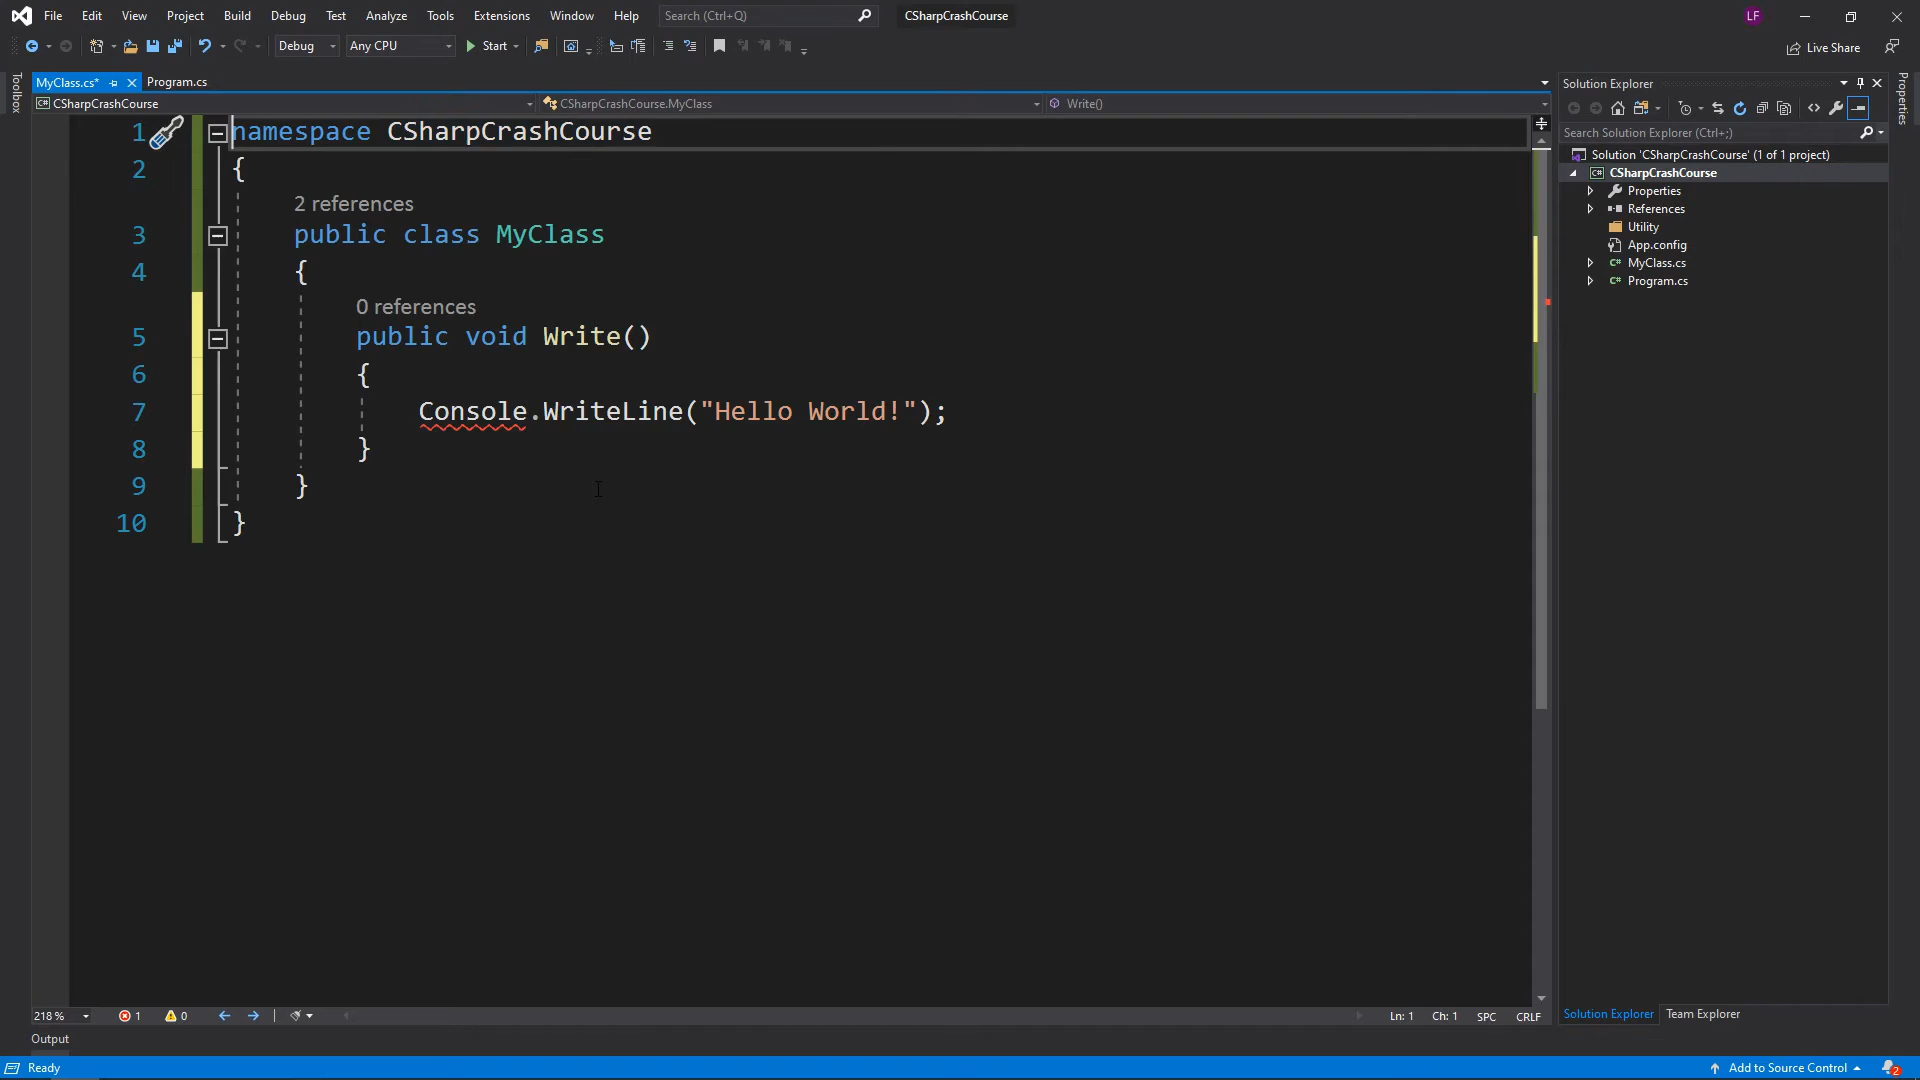 File Edit View Project Build Debug Test Analyze Tools Extensions Window Help Search (Ctrl+Q) CSharpCrashCourse LF
Debug Any CPU Start Live Share
Toolbox
MyClass.cs* Program.cs
CSharpCrashCourse CSharpCrashCourse.MyClass Write()
1 namespace CSharpCrashCourse
2 {
2 references
3 public class MyClass
4 {
0 references
5 public void Write()
6 {
7 Console.WriteLine("Hello World!");
8 }
9 }
10 }
218 % 1 0 Ln: 1 Ch: 1 SPC CRLF
Output
Solution Explorer
Search Solution Explorer (Ctrl+;)
Solution 'CSharpCrashCourse' (1 of 1 project)
C# CSharpCrashCourse
Properties
References
Utility
App.config
C# MyClass.cs
C# Program.cs
Solution Explorer Team Explorer
Properties
Ready Add to Source Control 2